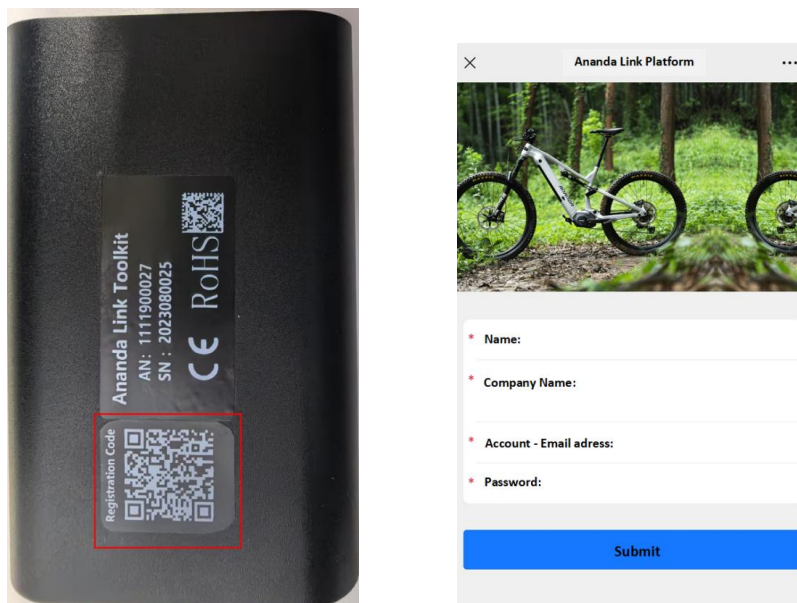 Ananda Link Toolkit
AN: 1111900027
SN : 2023080025
CE RoHS
Registration Code
Ananda Link Platform
* Name:
* Company Name:
* Account - Email adress:
* Password:
Submit